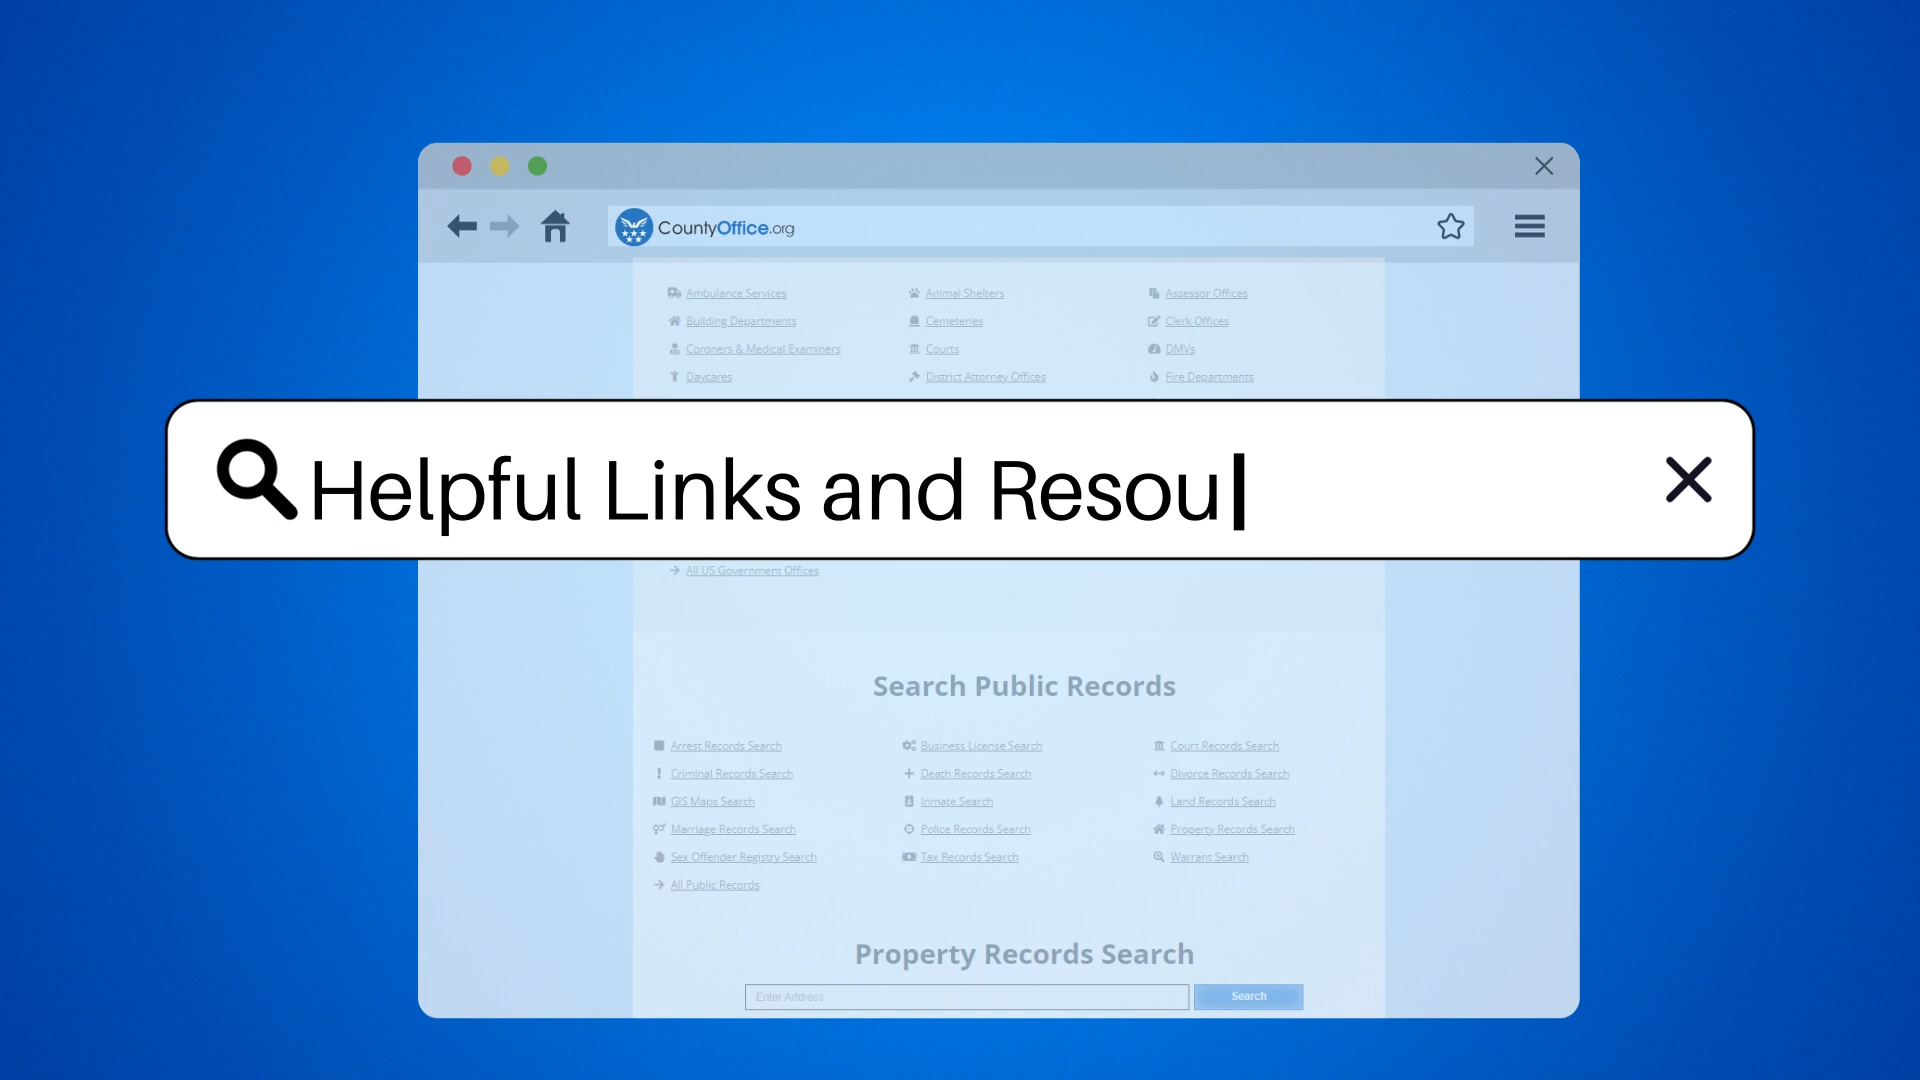 CountyOffice.org
Ambulance Services Animal Shelters Assessor Offices
Building Departments Cemeteries Clerk Offices
Coroners & Medical Examiners Courts DMVs
Daycares District Attorney Offices Fire Departments
Helpful Links and Resou
All US Government Offices
Search Public Records
Arrest Records Search Business License Search Court Records Search
Criminal Records Search Death Records Search Divorce Records Search
GIS Maps Search Inmate Search Land Records Search
Marriage Records Search Police Records Search Property Records Search
Sex Offender Registry Search Tax Records Search Warrant Search
All Public Records
Property Records Search
Enter Address Search